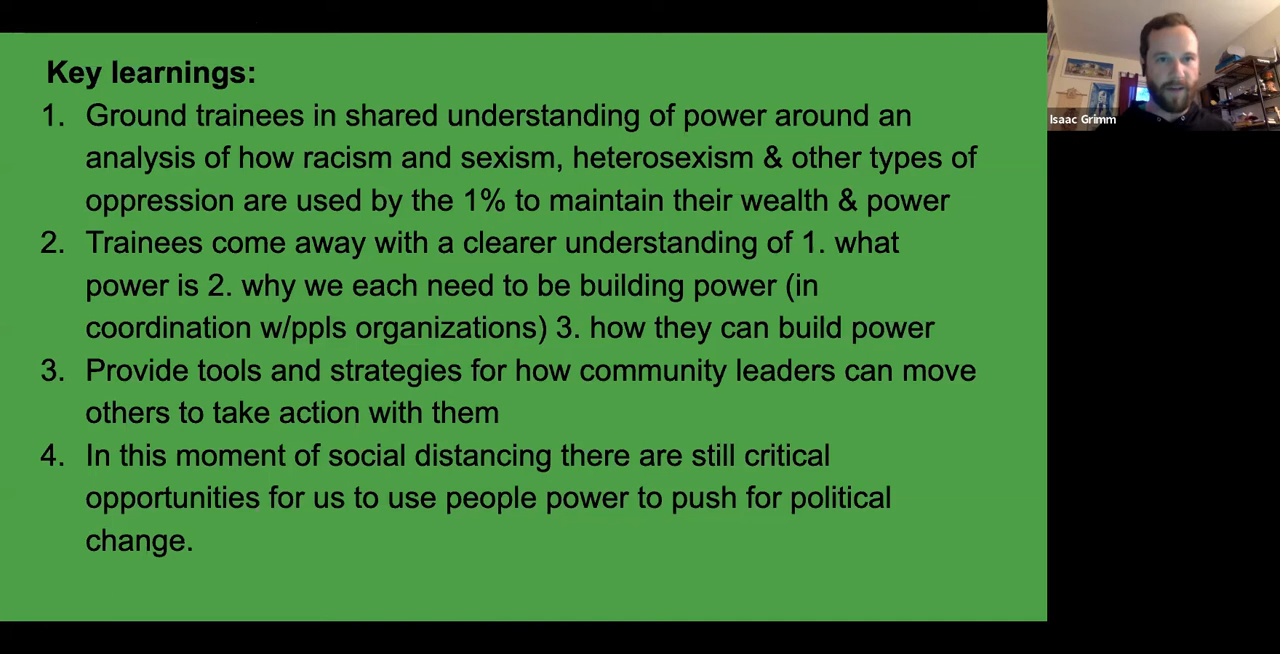 Key learnings:
1. Ground trainees in shared understanding of power around an
analysis of how racism and sexism, heterosexism & other types of
oppression are used by the 1% to maintain their wealth & power
2. Trainees come away with a clearer understanding of 1. what
power is 2. why we each need to be building power (in
coordination w/ppls organizations) 3. how they can build power
3. Provide tools and strategies for how community leaders can move
others to take action with them
4. In this moment of social distancing there are still critical
opportunities for us to use people power to push for political
change.
Isaac Grimm